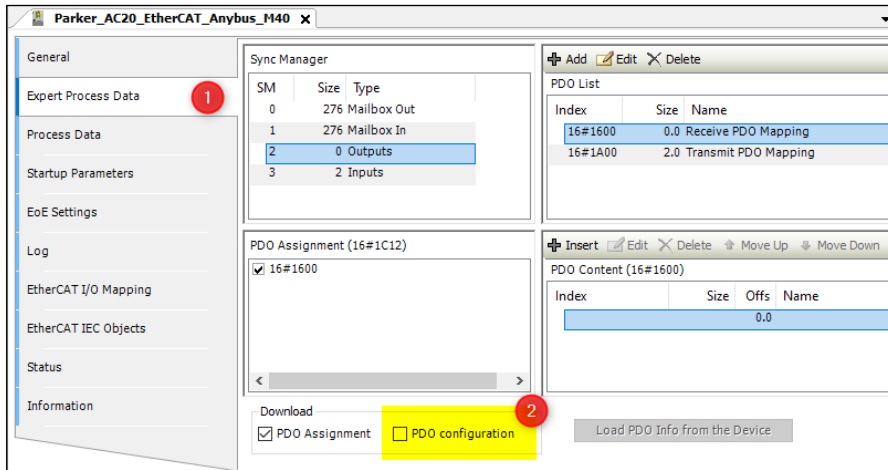 Parker_AC20_EtherCAT_Anybus_M40
General
Expert Process Data
1
Process Data
Startup Parameters
EoE Settings
Log
EtherCAT I/O Mapping
EtherCAT IEC Objects
Status
Information
Sync Manager
SM Size Type
0 276 Mailbox Out
1 276 Mailbox In
2 0 Outputs
3 2 Inputs
Add Edit Delete
PDO List
Index Size Name
16#1600 0.0 Receive PDO Mapping
16#1A00 2.0 Transmit PDO Mapping
PDO Assignment (16#1C12)
16#1600
Insert Edit Delete Move Up Move Down
PDO Content (16#1600)
Index Size Offs Name
0.0
2
Download
PDO Assignment PDO configuration
Load PDO Info from the Device